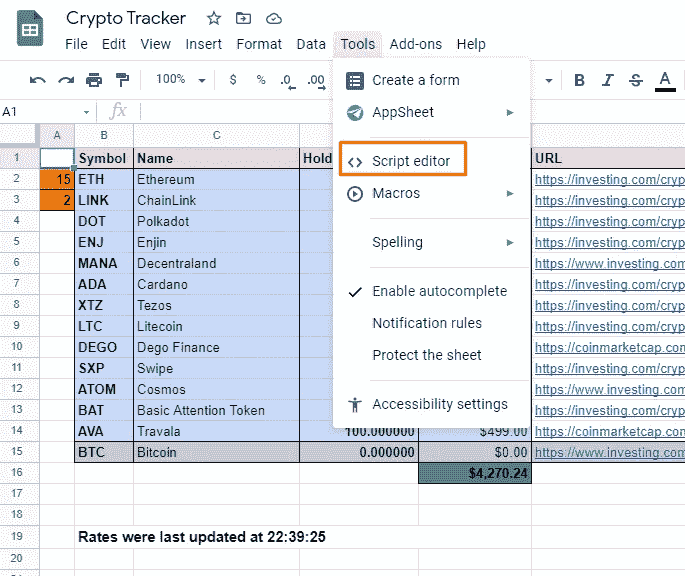 Crypto Tracker
File Edit View Insert Format Data Tools Add-ons Help
100% $ % .0 .00 B I S A
Create a form
AppSheet
Script editor
Macros
Spelling
Enable autocomplete
Notification rules
Protect the sheet
Accessibility settings
A1 fx
A B C
1 Symbol Name Hold URL
2 15 ETH Ethereum https://investing.com/cryp
3 2 LINK ChainLink https://investing.com/cryp
4 DOT Polkadot https://investing.com/cryp
5 ENJ Enjin https://investing.com/cryp
6 MANA Decentraland https://www.investing.com
7 ADA Cardano https://investing.com/cryp
8 XTZ Tezos https://investing.com/cryp
9 LTC Litecoin https://investing.com/cryp
10 DEGO Dego Finance https://coinmarketcap.com
11 SXP Swipe https://investing.com/cryp
12 ATOM Cosmos https://www.investing.com
13 BAT Basic Attention Token https://investing.com/cryp
14 AVA Travala 100.000000 $499.00 https://coinmarketcap.com
15 BTC Bitcoin 0.000000 $0.00 https://www.investing.com
16 $4,270.24
17
18
19 Rates were last updated at 22:39:25
20